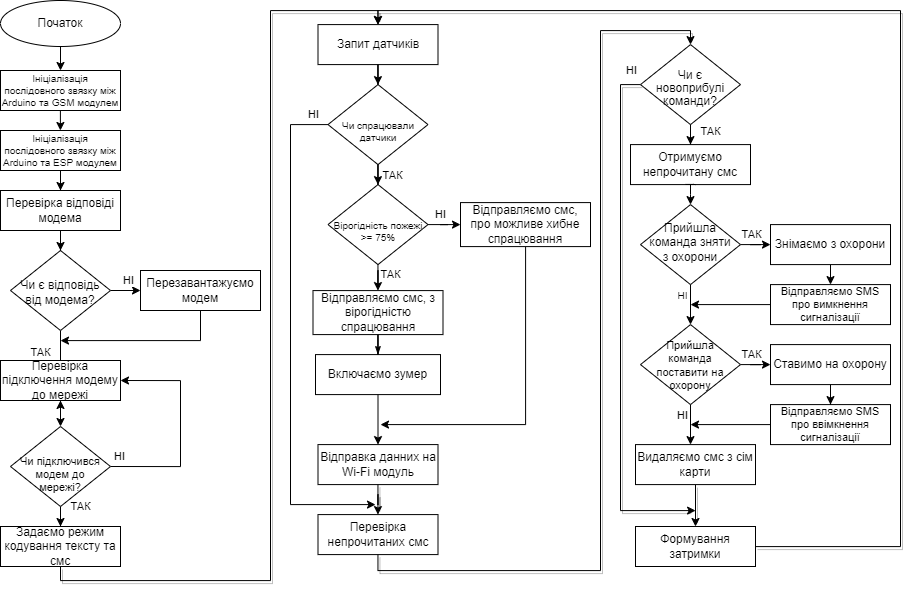 Початок
Ініціалізація
послідовного звязку між
Arduino та GSM модулем
Ініціалізація
послідовного звязку між
Arduino та ESP модулем
Перевірка відповіді
модема
Чи є відповідь
від модема?
НІ
Перезавантажуємо
модем
ТАК
Перевірка
підключення модему
до мережі
Чи підключився
модем до
мережі?
НІ
ТАК
Задаємо режим
кодування тексту та
смс
Запит датчиків
Чи спрацювали
датчики
НІ
ТАК
Вірогідність пожежі
>= 75%
НІ
Відправляємо смс,
про можливе хибне
спрацювання
ТАК
Відправляємо смс, з
вірогідністю
спрацювання
Включаємо зумер
Відправка данних на
Wi-Fi модуль
Перевірка
непрочитаних смс
Чи є
новоприбулі
команди?
НІ
ТАК
Отримуємо
непрочитану смс
Прийшла
команда зняти
з охорони
ТАК
Знімаємо з охорони
Відправляємо SMS
про вимкнення
сигналізації
НІ
Прийшла
команда
поставити на
охорону
ТАК
Ставимо на охорону
Відправляємо SMS
про ввімкнення
сигналізації
НІ
Видаляємо смс з сім
карти
Формування
затримки